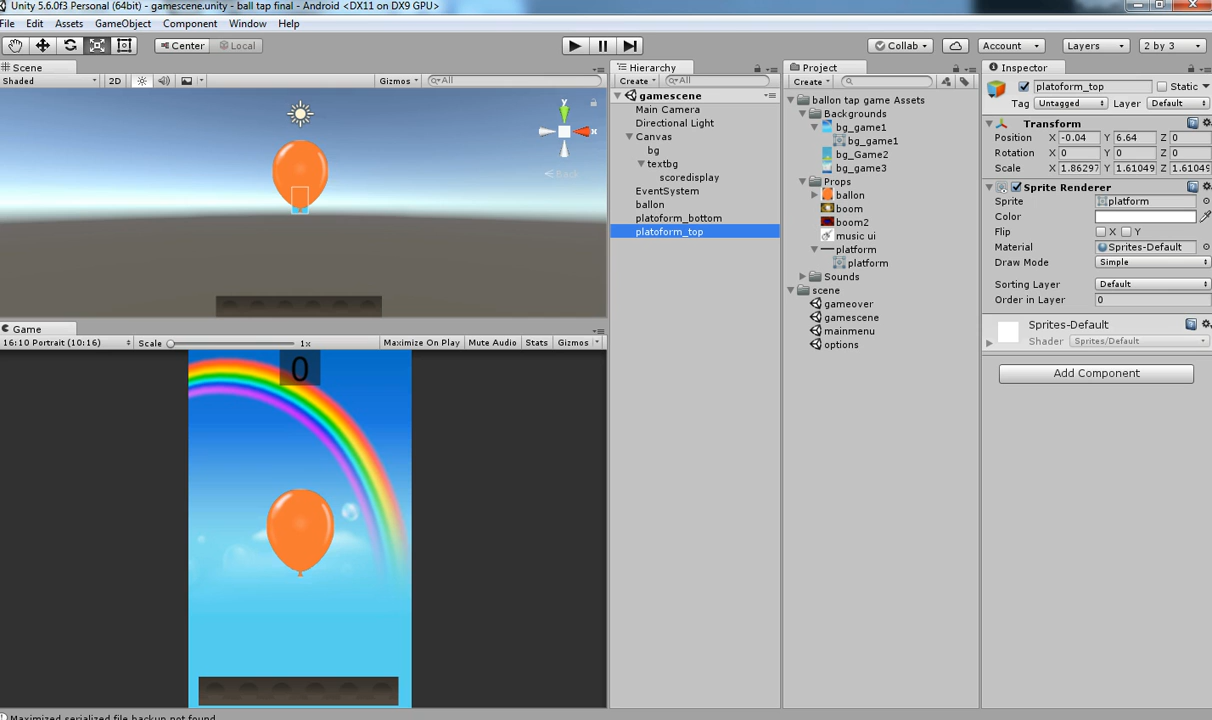 Unity 5.6.0f3 Personal (64bit) - gamescene.unity - ball tap final - Android <DX11 on DX9 GPU>
File Edit Assets GameObject Component Window Help
Center Local Collab Account Layers 2 by 3
Scene
Shaded 2D Gizmos All
y
x
Back
Game
16:10 Portrait (10:16) Scale 1x Maximize On Play Mute Audio Stats Gizmos
0
Hierarchy
Create All
gamescene
Main Camera
Directional Light
Canvas
bg
textbg
scoredisplay
EventSystem
ballon
platoform_bottom
platoform_top
Project
Create
ballon tap game Assets
Backgrounds
bg_game1
bg_game1
bg_Game2
bg_game3
Props
ballon
boom
boom2
music ui
platform
platform
Sounds
scene
gameover
gamescene
mainmenu
options
Inspector
platoform_top Static
Tag Untagged Layer Default
Transform
Position X -0.04 Y 6.64 Z 0
Rotation X 0 Y 0 Z 0
Scale X 1.86297 Y 1.61049 Z 1.61049
Sprite Renderer
Sprite platform
Color
Flip X Y
Material Sprites-Default
Draw Mode Simple
Sorting Layer Default
Order in Layer 0
Sprites-Default
Shader Sprites/Default
Add Component
Maximized serialized file backup not found